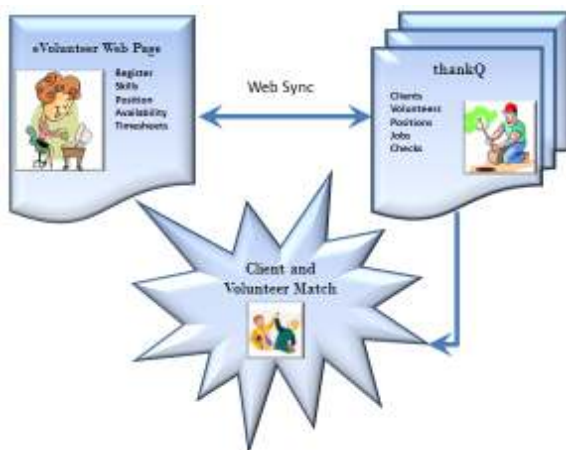 eVolunteer Web Page
Register
Skills
Position
Availability
Timesheets
Web Sync
thankQ
Clients
Volunteers
Positions
Jobs
Checks
Client and
Volunteer Match